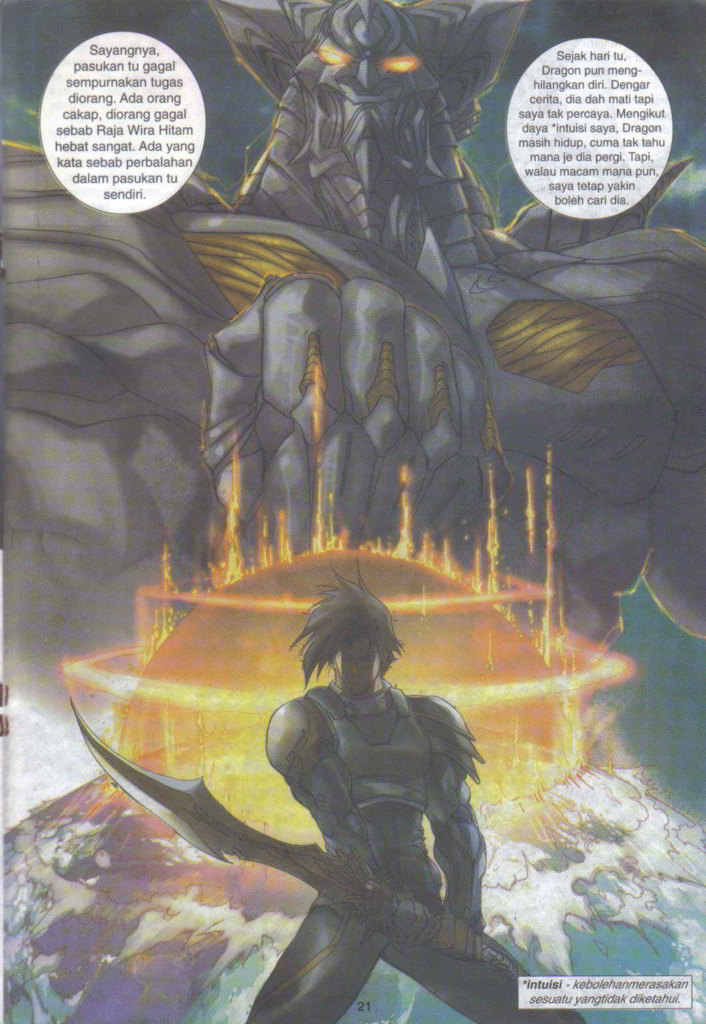 Sayangnya,
pasukan tu gagal
sempurnakan tugas
diorang. Ada orang
cakap, diorang gagal
sebab Raja Wira Hitam
hebat sangat. Ada yang
kata sebab perbalahan
dalam pasukan tu
sendiri.
Sejak hari tu,
Dragon pun meng-
hilangkan diri. Dengar
cerita, dia dah mati tapi
saya tak percaya. Mengikut
daya *intuisi saya, Dragon
masih hidup, cuma tak tahu
mana je dia pergi. Tapi,
walau macam mana pun,
saya tetap yakin
boleh cari dia.
*intuisi - kebolehanmerasakan
sesuatu yangtidak diketahui.
21